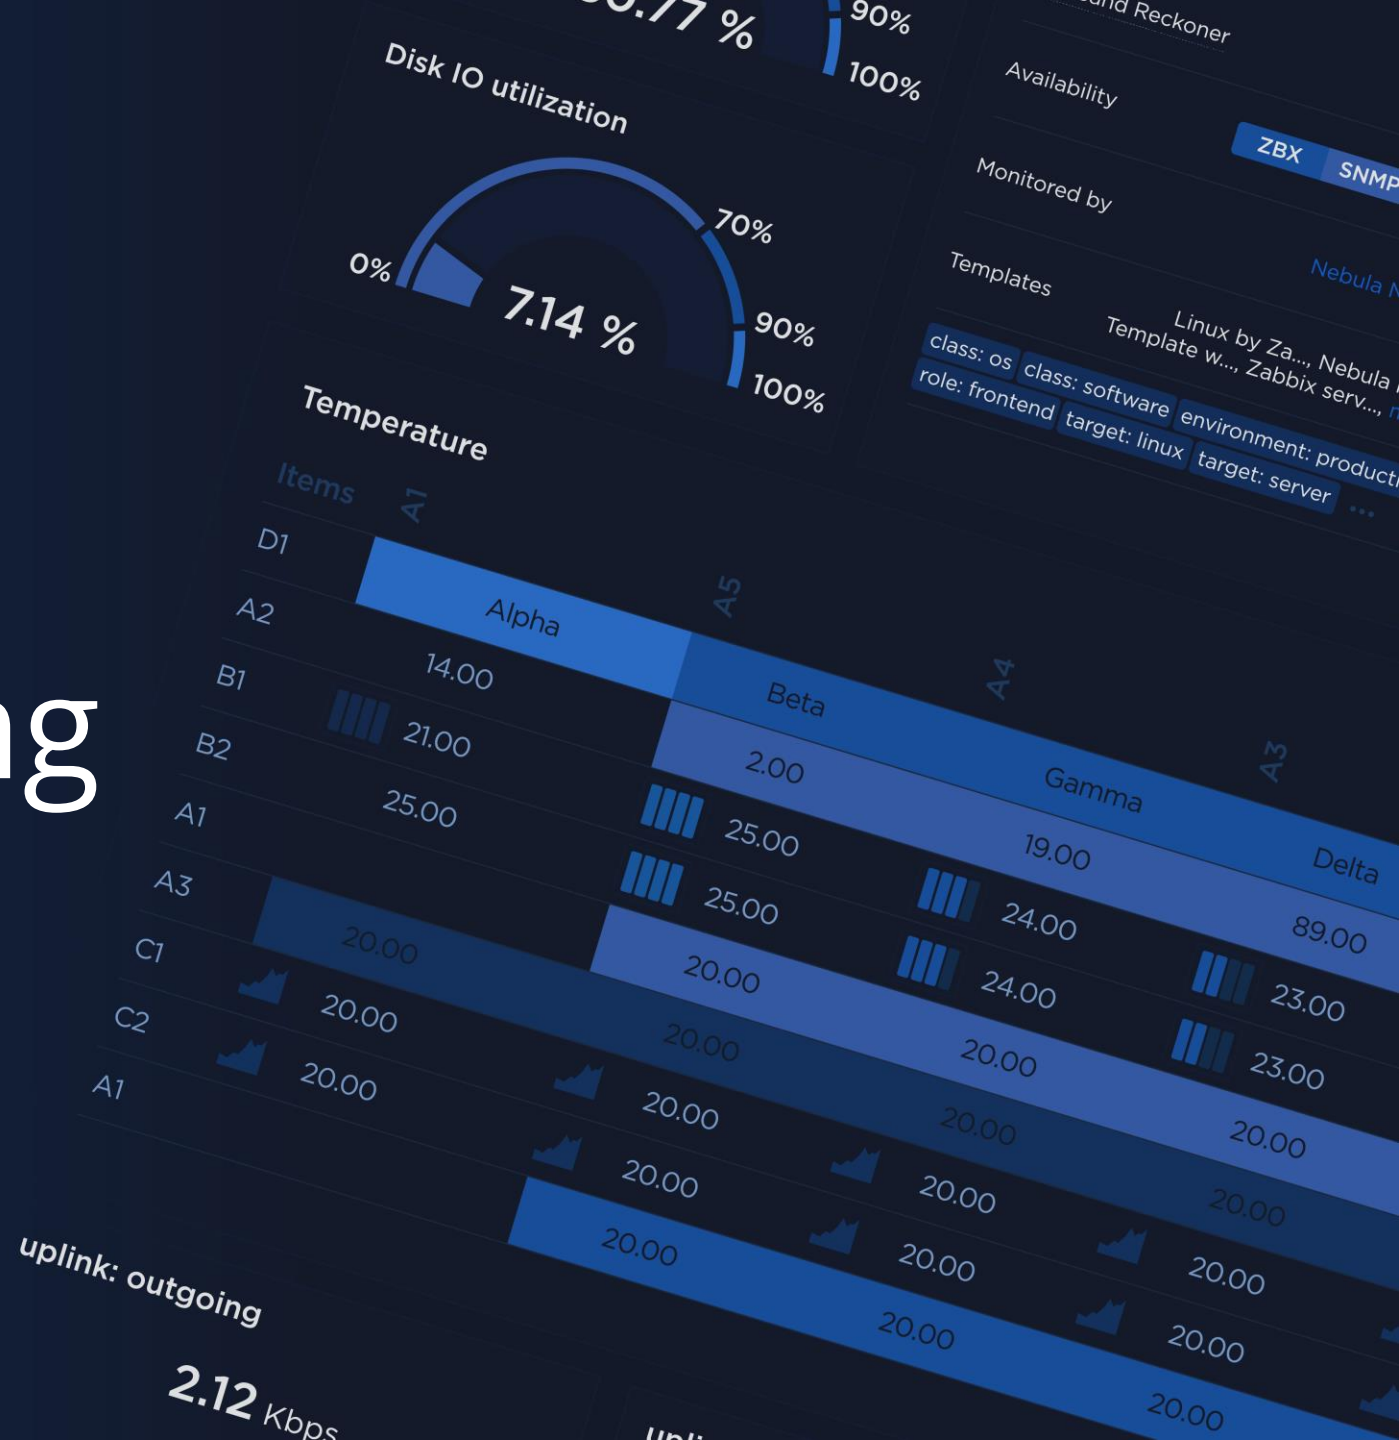 90%
100%
Reckoner
Disk IO utilization
0%
70%
90%
100%
7.14 %
Availability
ZBX SNMP
Monitored by
Nebula
Templates
Linux by Za..., Nebula
Template w..., Zabbix serv...,
class: os class: software environment:
role: frontend target: linux target: server ...
Temperature
Items A1 A5 A4 A3
D1 Alpha Beta Gamma Delta
A2 14.00 2.00 19.00 89.00
B1 21.00 25.00 24.00 23.00
B2 25.00 25.00 24.00 23.00
A1 20.00 20.00 20.00
A3 20.00 20.00 20.00 20.00
C1 20.00 20.00 20.00 20.00
C2 20.00 20.00 20.00 20.00
A1 20.00 20.00 20.00
uplink: outgoing
2.12 Kbps